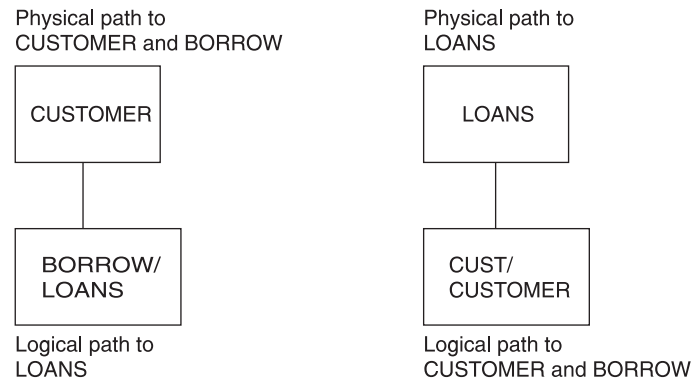 Physical path to
CUSTOMER and BORROW
CUSTOMER
BORROW/
LOANS
Logical path to
LOANS
Physical path to
LOANS
LOANS
CUST/
CUSTOMER
Logical path to
CUSTOMER and BORROW